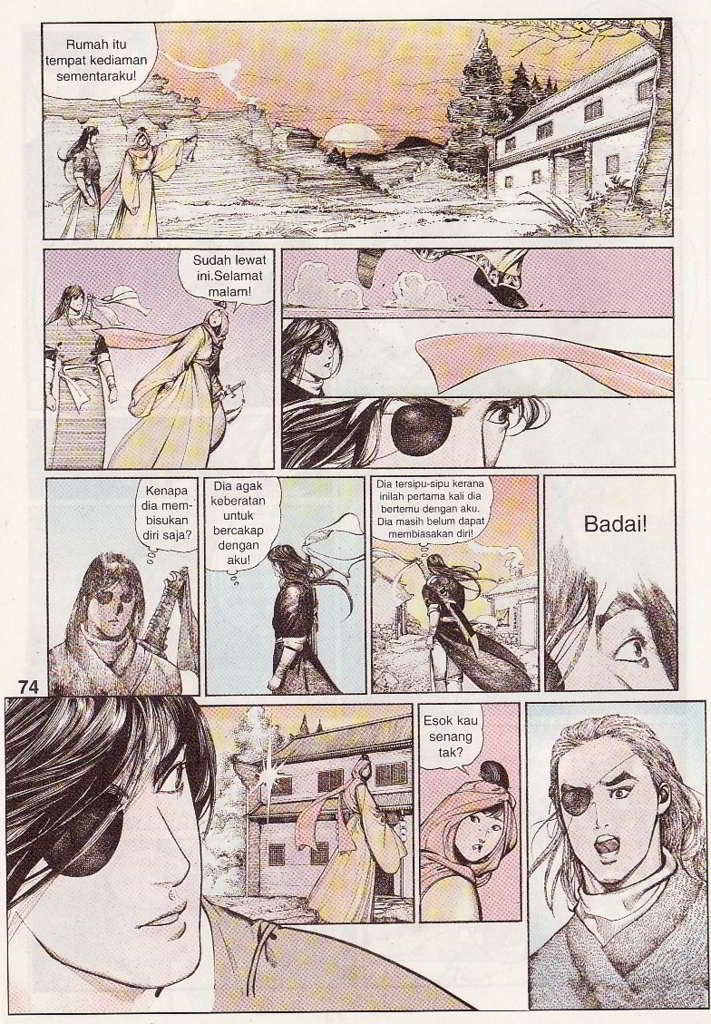 Rumah itu
tempat kediaman
sementaraku!
Sudah lewat
ini.Selamat
malam!
Kenapa
dia mem-
bisukan
diri saja?
Dia agak
keberatan
untuk
bercakap
dengan
aku!
Dia tersipu-sipu kerana
inilah pertama kali dia
bertemu dengan aku.
Dia masih belum dapat
membiasakan diri!
Badai!
74
Esok kau
senang
tak?